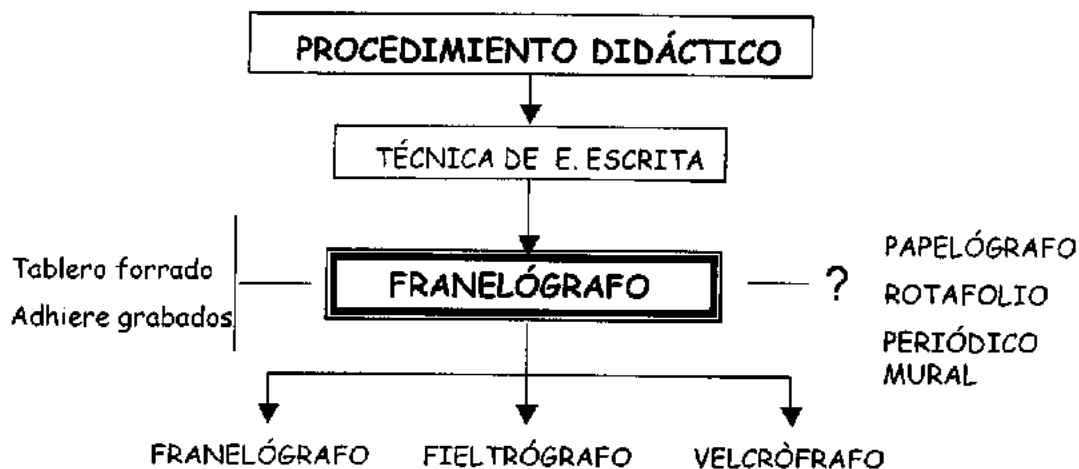 PROCEDIMIENTO DIDÁCTICO
TÉCNICA DE E. ESCRITA
Tablero forrado
Adhiere grabados
FRANELÓGRAFO
?
PAPELÓGRAFO
ROTAFOLIO
PERIÓDICO
MURAL
FRANELÓGRAFO
FIELTRÓGRAFO
VELCRÒFRAFO